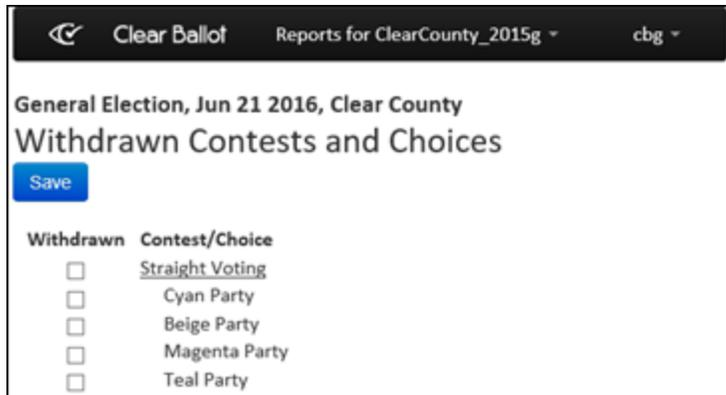 Clear Ballot Reports for ClearCounty_2015g cbg
General Election, Jun 21 2016, Clear County
Withdrawn Contests and Choices
Save
Withdrawn Contest/Choice
Straight Voting
Cyan Party
Beige Party
Magenta Party
Teal Party